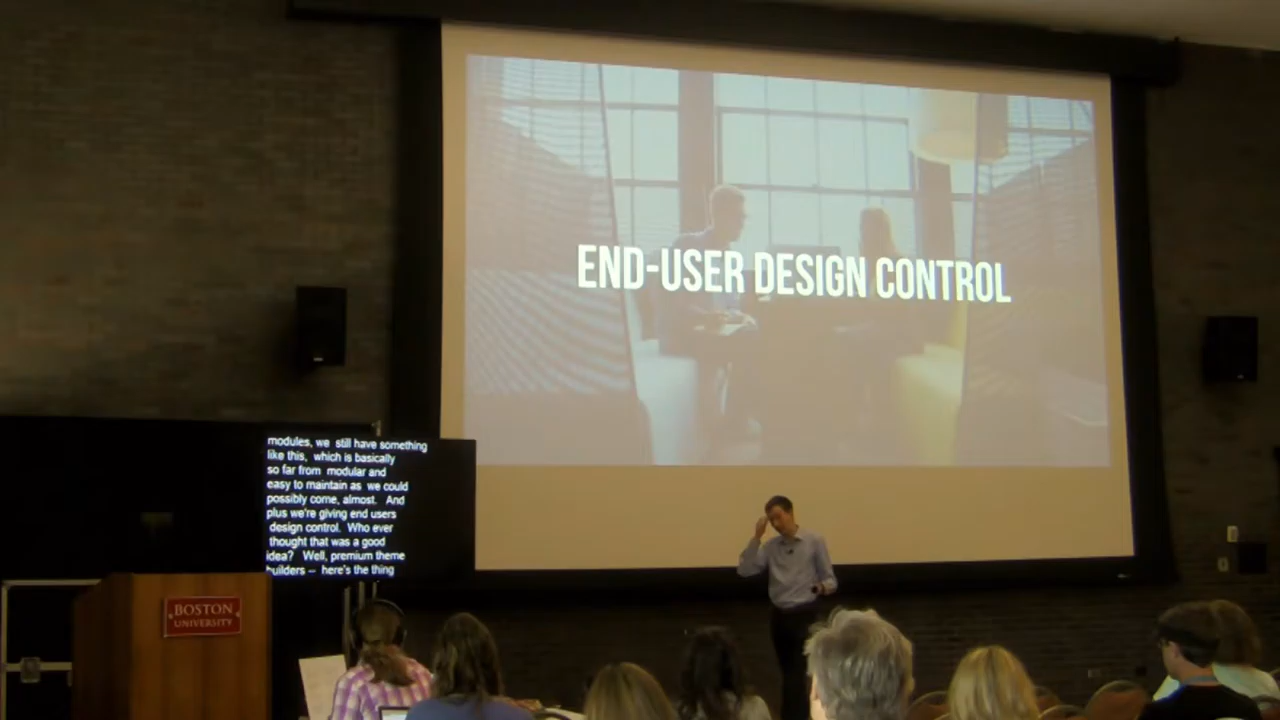 END-USER DESIGN CONTROL
modules, we still have something
like this, which is basically
so far from modular and
easy to maintain as we could
possibly come, almost. And
plus we're giving end users
design control. Who ever
thought that was a good
idea? Well, premium theme
builders -- here's the thing
BOSTON
UNIVERSITY